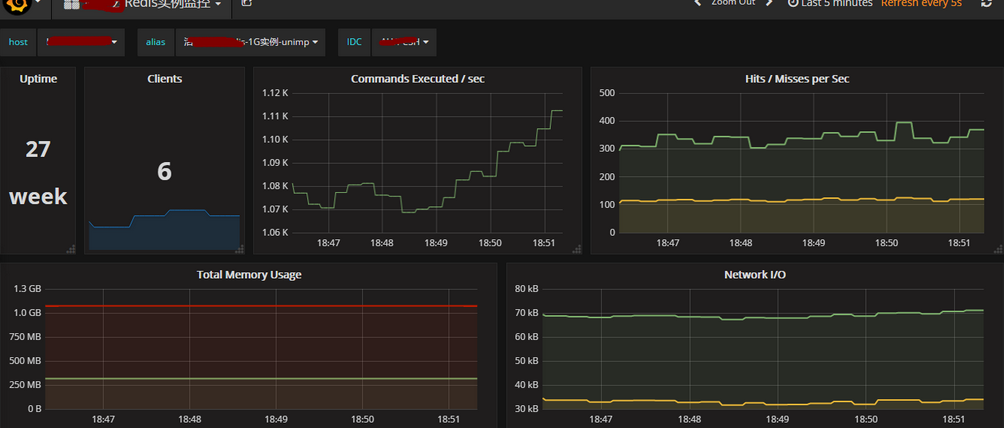 Redis实例监控
Zoom Out
Last 5 minutes
Refresh every 5s
host
alias
is-1G实例-unimp
IDC
Uptime
27
week
Clients
6
Commands Executed / sec
1.12 K
1.11 K
1.10 K
1.09 K
1.08 K
1.07 K
1.06 K
18:47 18:48 18:49 18:50 18:51
Hits / Misses per Sec
500
400
300
200
100
0
18:47 18:48 18:49 18:50 18:51
Total Memory Usage
1.3 GB
1.0 GB
750 MB
500 MB
250 MB
0 B
18:47 18:48 18:49 18:50 18:51
Network I/O
80 kB
70 kB
60 kB
50 kB
40 kB
30 kB
18:47 18:48 18:49 18:50 18:51